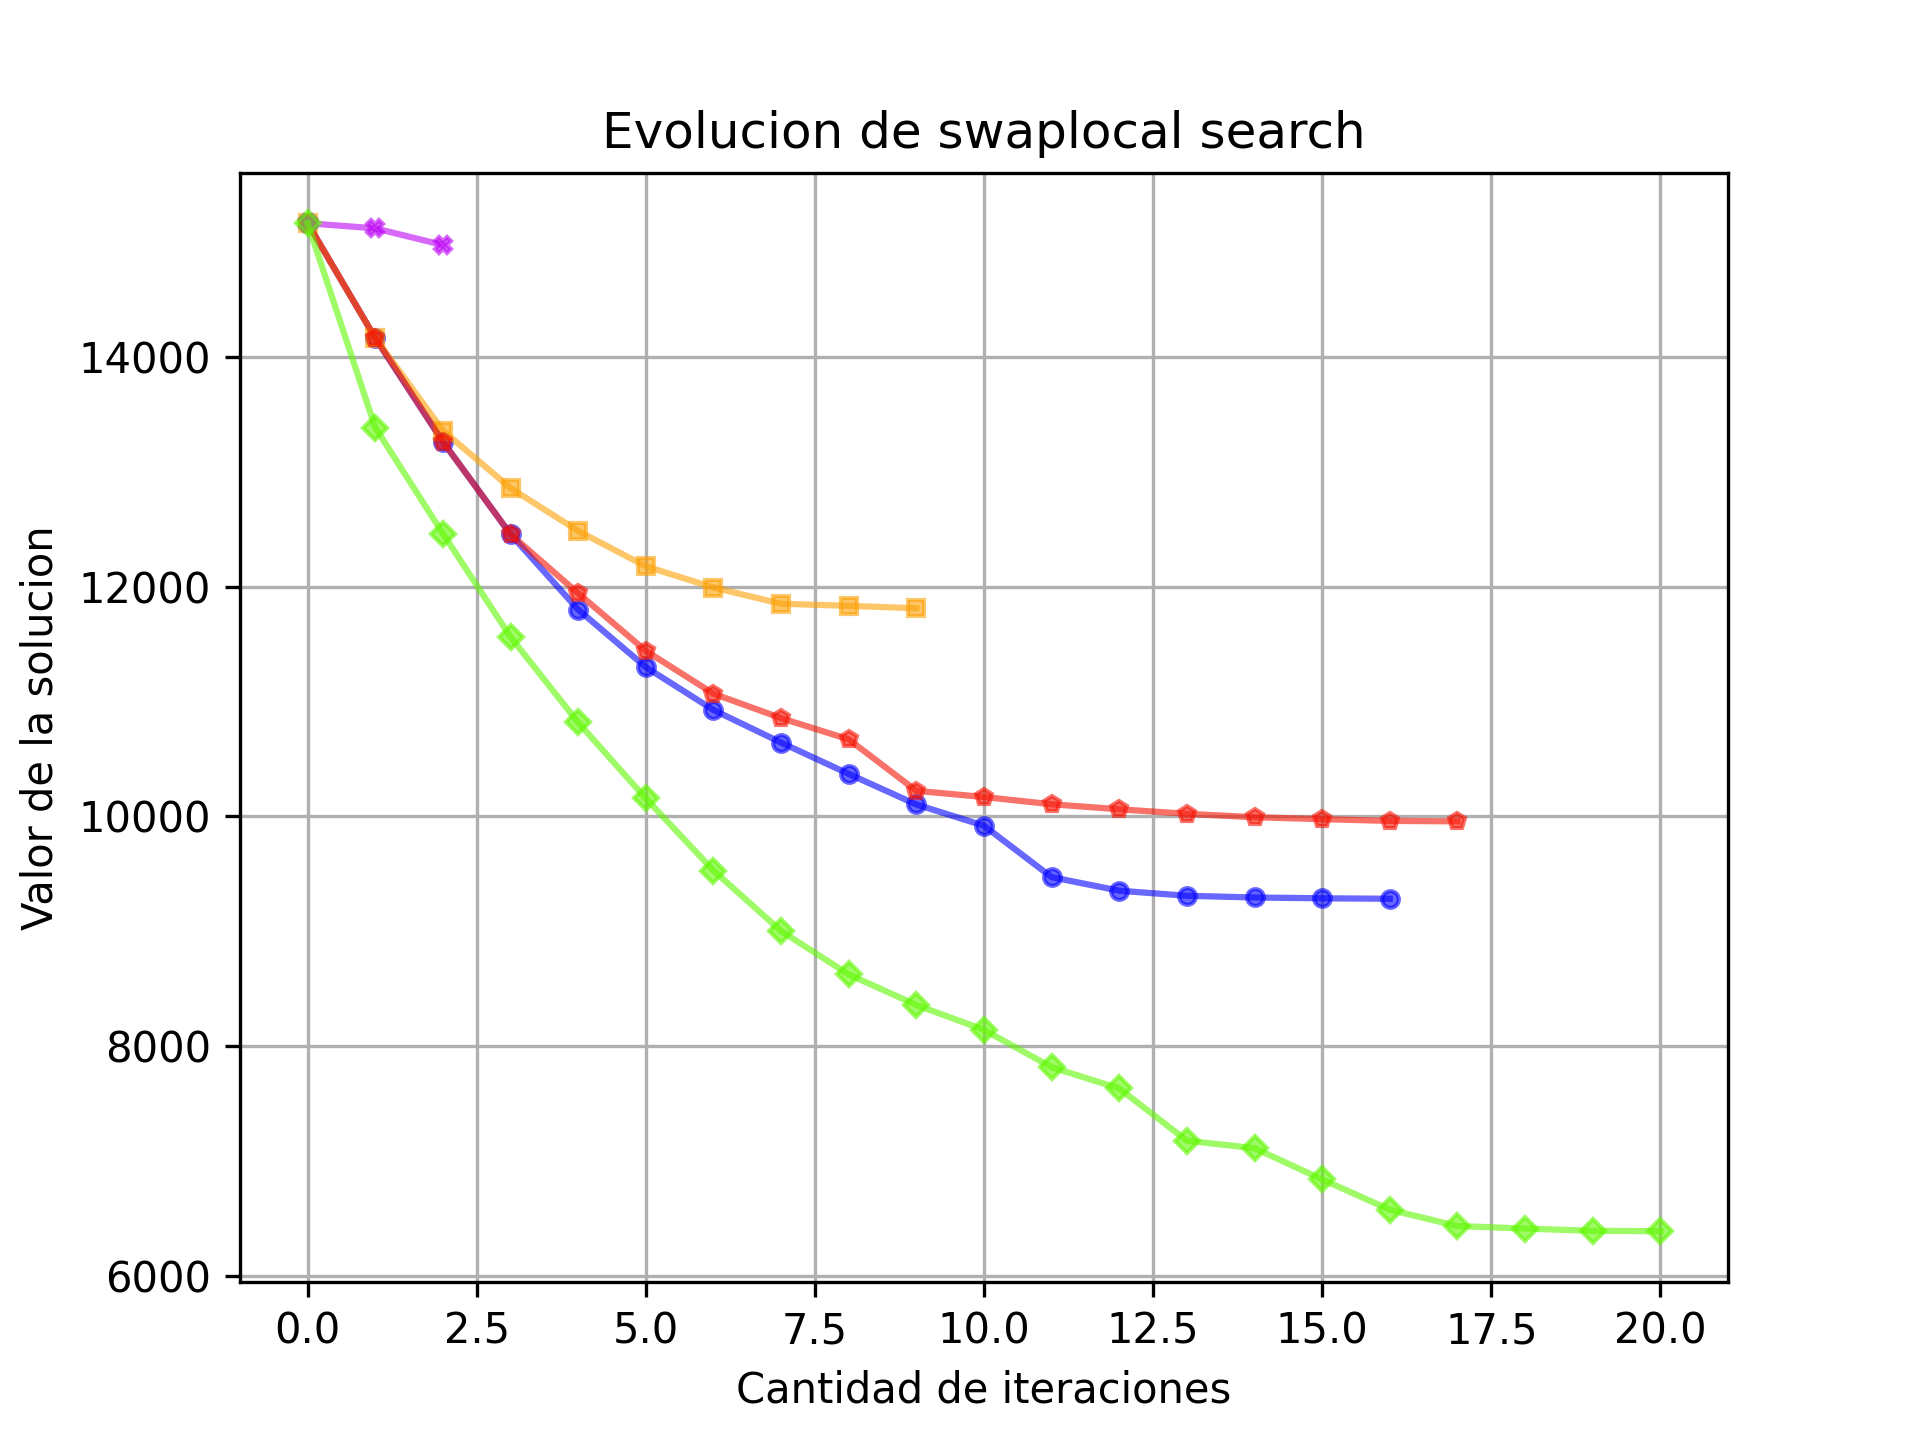 Evolucion de swaplocal search
Valor de la solucion
14000
12000
10000
8000
6000
0.0 2.5 5.0 7.5 10.0 12.5 15.0 17.5 20.0
Cantidad de iteraciones